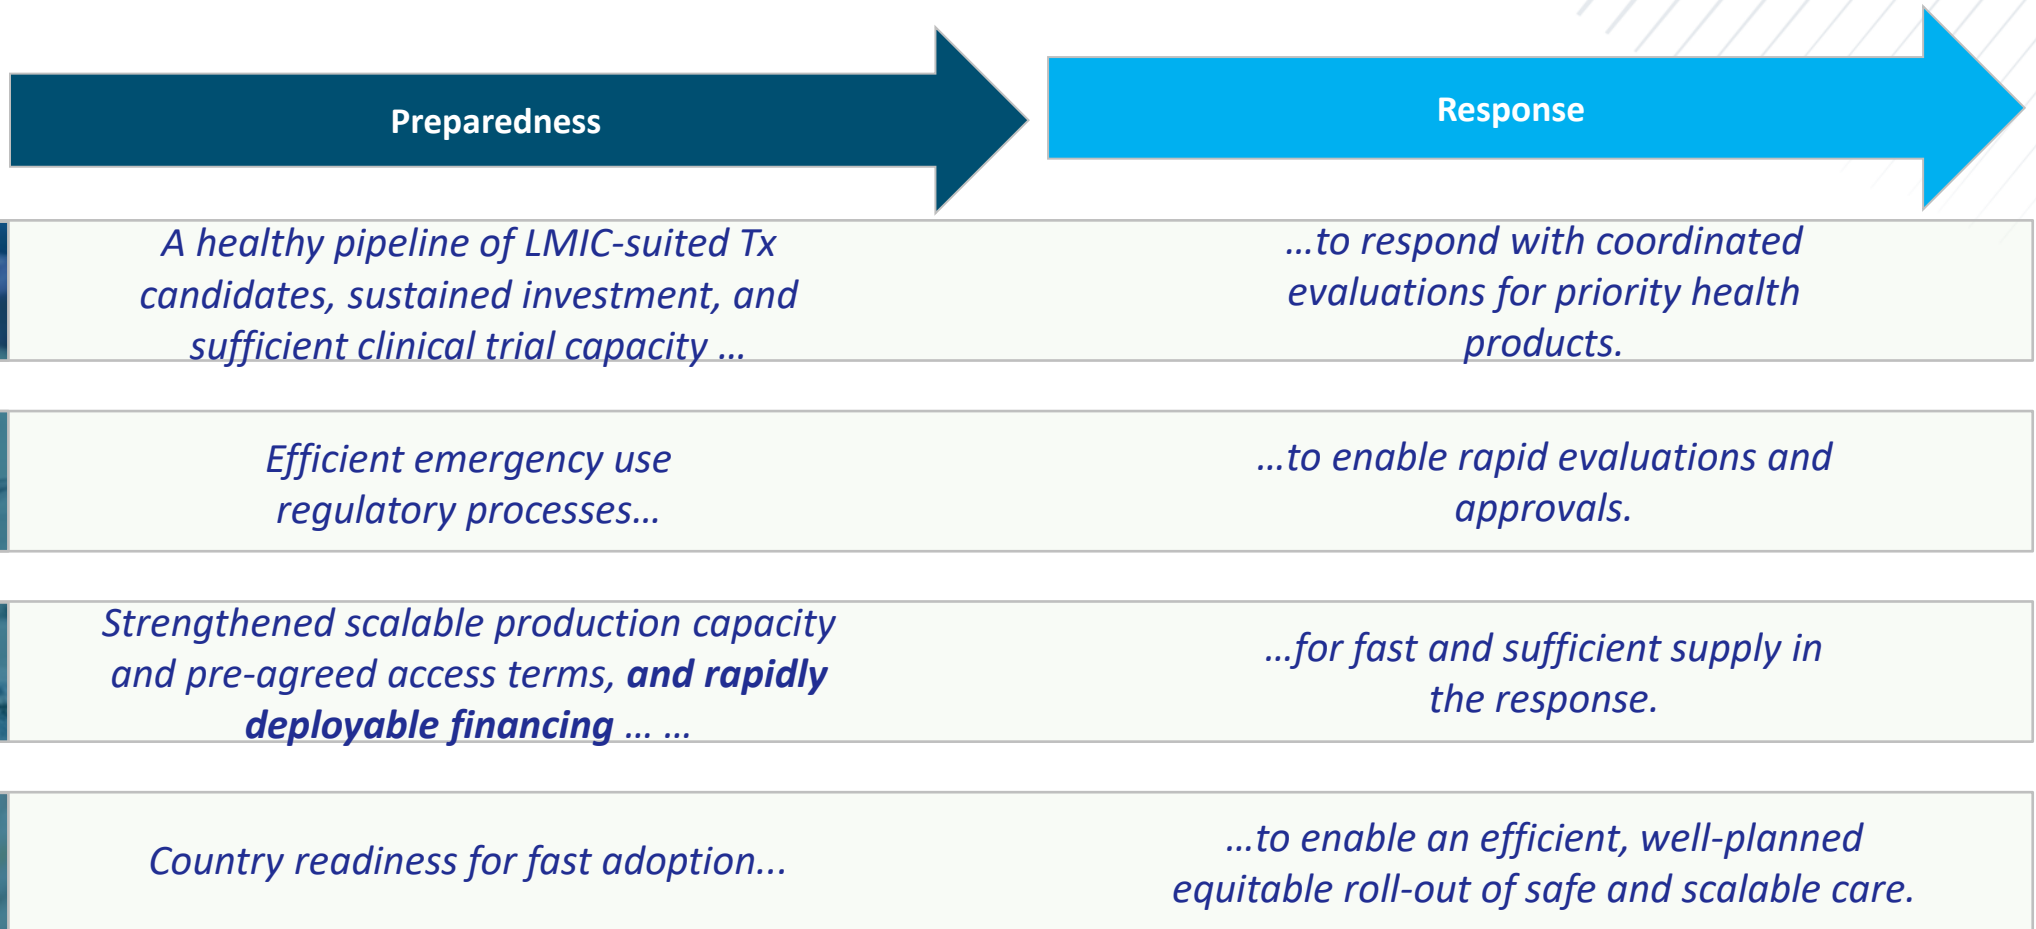 Preparedness
Response
A healthy pipeline of LMIC-suited Tx
candidates, sustained investment, and
sufficient clinical trial capacity …
…to respond with coordinated
evaluations for priority health
products.
Efficient emergency use
regulatory processes…
…to enable rapid evaluations and
approvals.
Strengthened scalable production capacity
and pre-agreed access terms, and rapidly
deployable financing … …
…for fast and sufficient supply in
the response.
Country readiness for fast adoption...
…to enable an efficient, well-planned
equitable roll-out of safe and scalable care.